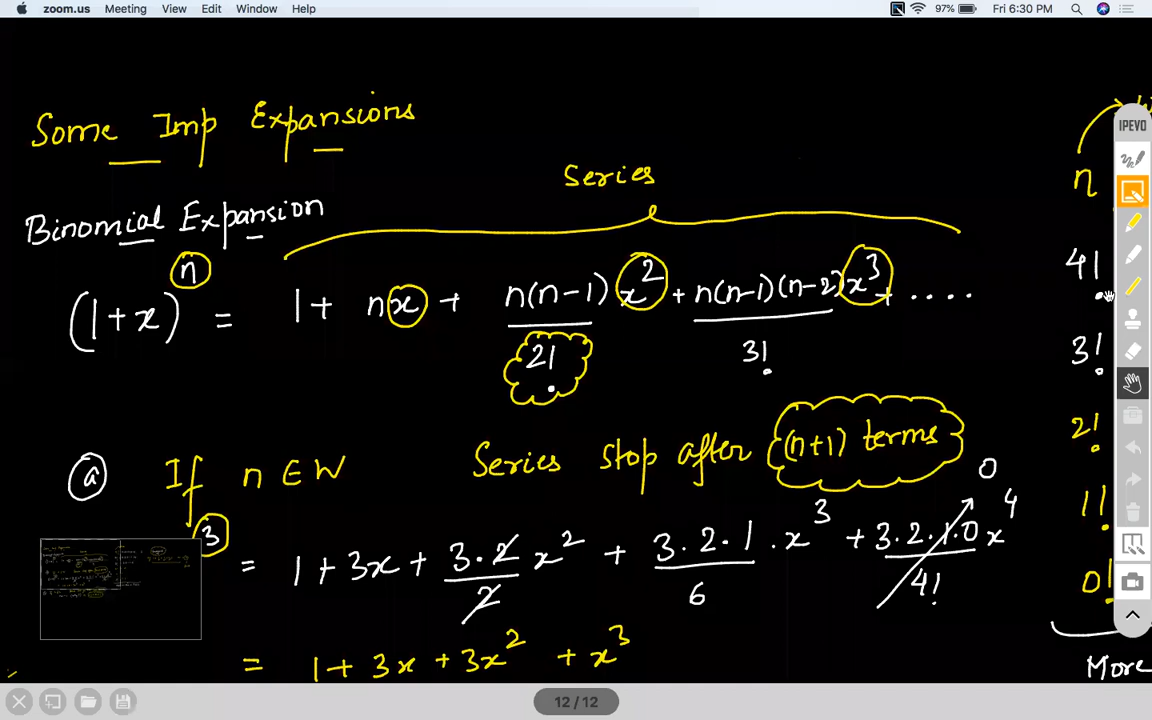 zoom.us Meeting View Edit Window Help 97% Fri 6:30 PM
Some Imp Expansions
IPEVO
Series
n
Binomial Expansion
(1+x)^n = 1 + nx + n(n-1)/2! x^2 + n(n-1)(n-2)/3! x^3 + ....
4!
3!
2!
1!
0!
More
Series stop after (n+1) terms
(a) If n ∈ W
3
= 1 + 3x + 3·2/2 x^2 + 3·2·1/6 · x^3 + 3·2·1·0/4! x^4
0
= 1 + 3x + 3x^2 + x^3
12 / 12